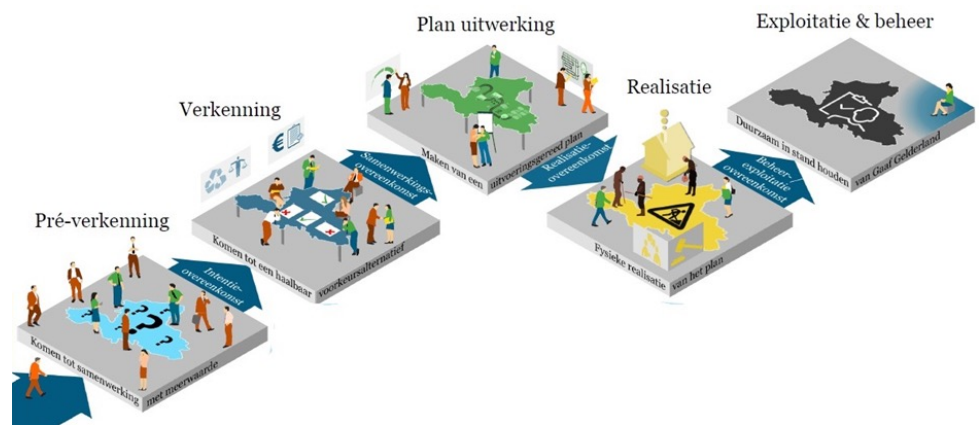 Pré-verkenning
Komen tot samenwerking
met meerwaarde
Intentie-
overeenkomst
Verkenning
Komen tot een haalbaar
voorkeursalternatief
Samenwerkings-
overeenkomst
Plan uitwerking
Maken van een
uitvoeringsgereed plan
Realisatie-
overeenkomst
Realisatie
Fysieke realisatie
van het plan
Beheer-
exploitatie
overeenkomst
Exploitatie & beheer
Duurzaam in stand houden
van Gaaf Gelderland